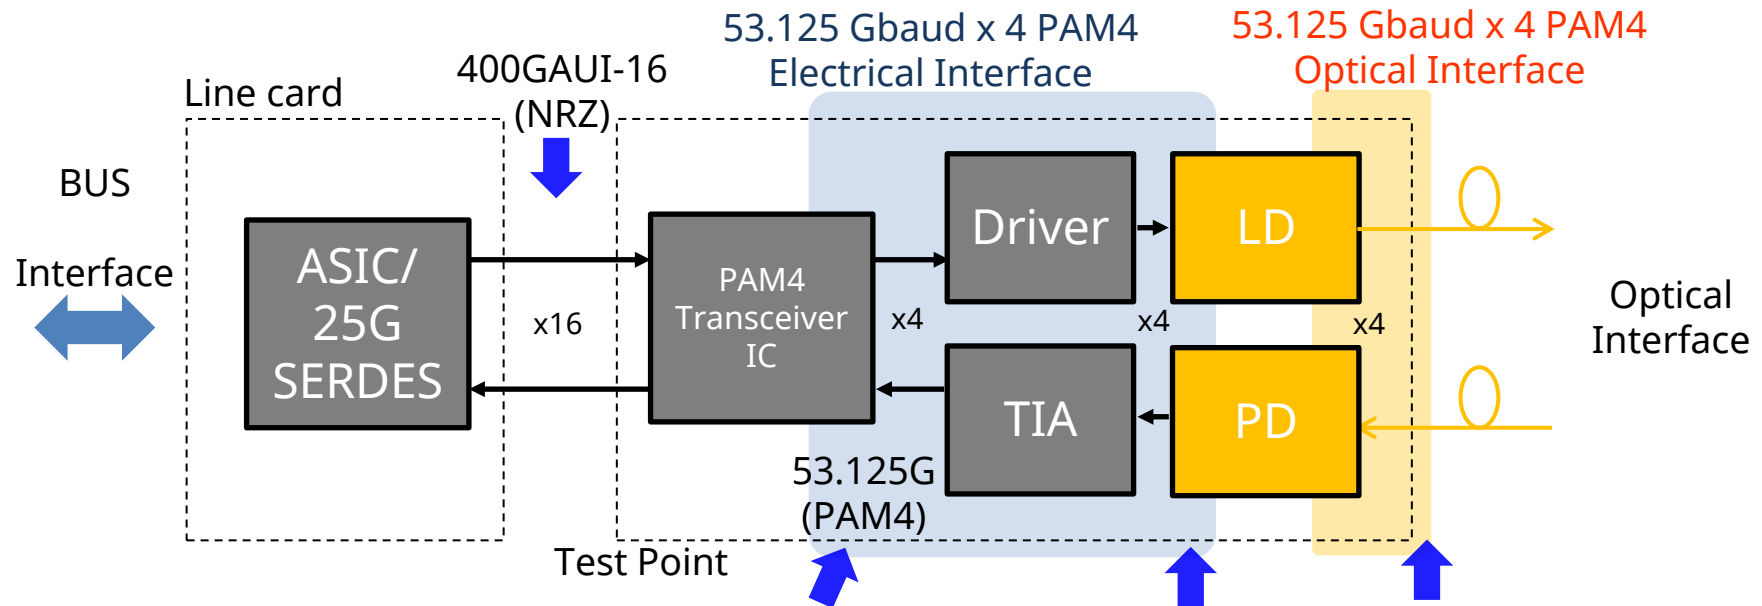 53.125 Gbaud x 4 PAM4
Electrical Interface
53.125 Gbaud x 4 PAM4
Optical Interface
400GAUI-16
(NRZ)
Line card
BUS
Interface
ASIC/
25G
SERDES
x16
PAM4
Transceiver
IC
x4
Driver
x4
LD
x4
TIA
PD
Optical
Interface
53.125G
(PAM4)
Test Point